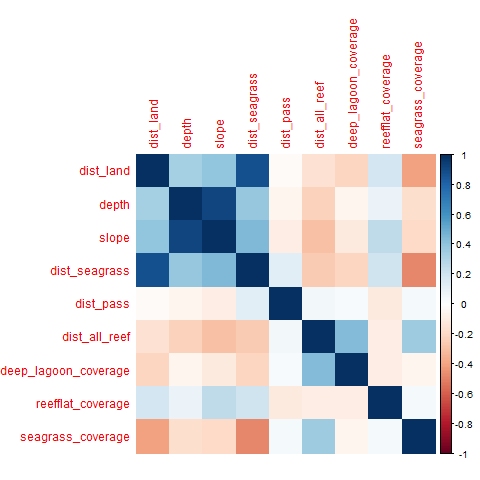 dist_land
depth
slope
dist_seagrass
dist_pass
dist_all_reef
deep_lagoon_coverage
reefflat_coverage
seagrass_coverage
dist_land
depth
slope
dist_seagrass
dist_pass
dist_all_reef
deep_lagoon_coverage
reefflat_coverage
seagrass_coverage
1
0.8
0.6
0.4
0.2
0
-0.2
-0.4
-0.6
-0.8
-1